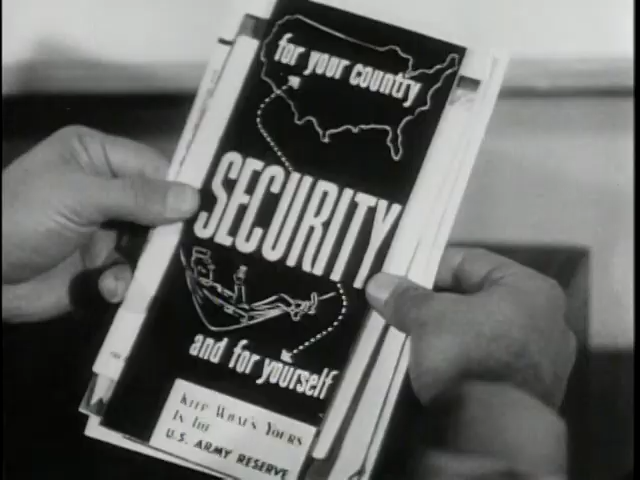 for your country
SECURITY
and for yourself
KEEP WHAT'S YOURS
IN THE
U.S. ARMY RESERVE